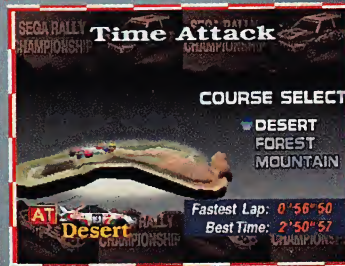 SEGA RALLY CHAMPIONSHIP
Time Attack
COURSE SELECT
DESERT
FOREST
MOUNTAIN
AT
Desert
Fastest Lap: 0'56"50
Best Time: 2'50"57